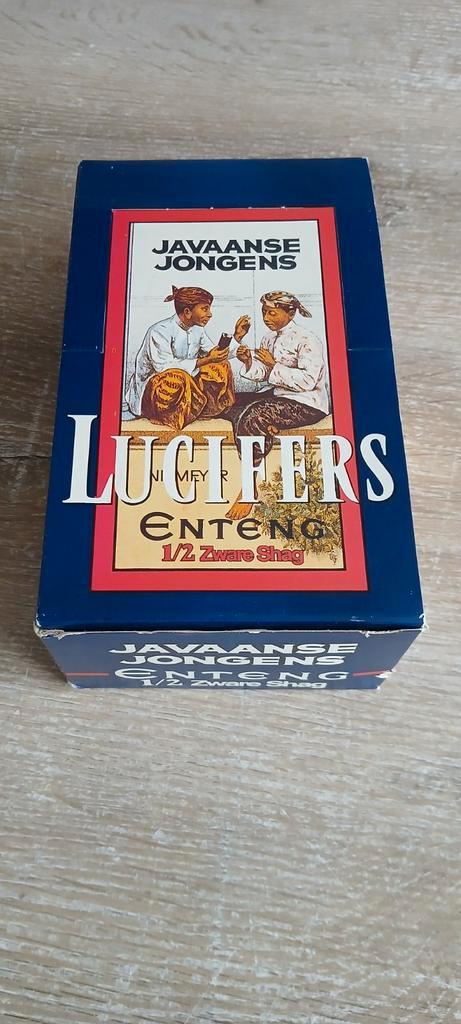 JAVAANSE
JONGENS
LUCIFERS
NIEMEYER
ENTENG
1/2 Zware Shag
JAVAANSE
JONGENS
ENTENG
1/2 Zware Shag